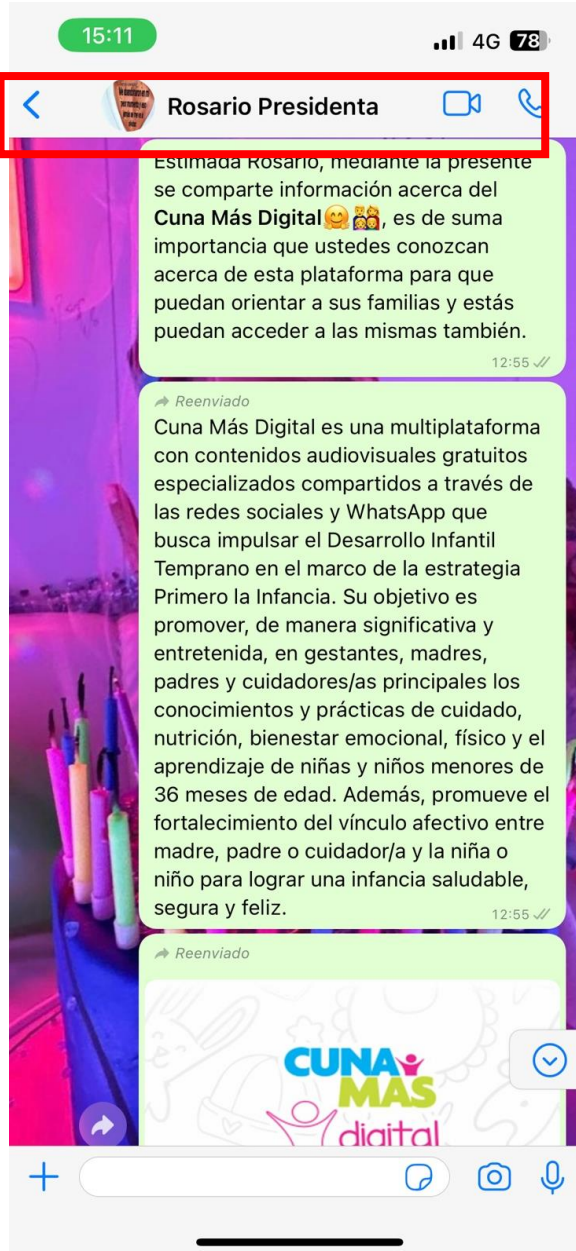 15:11
4G 78
Rosario Presidenta
Estimada Rosario, mediante la presente
se comparte información acerca del
Cuna Más Digital🤗👨‍👩‍👧‍👦, es de suma
importancia que ustedes conozcan
acerca de esta plataforma para que
puedan orientar a sus familias y estás
puedan acceder a las mismas también.
12:55
Reenviado
Cuna Más Digital es una multiplataforma
con contenidos audiovisuales gratuitos
especializados compartidos a través de
las redes sociales y WhatsApp que
busca impulsar el Desarrollo Infantil
Temprano en el marco de la estrategia
Primero la Infancia. Su objetivo es
promover, de manera significativa y
entretenida, en gestantes, madres,
padres y cuidadores/as principales los
conocimientos y prácticas de cuidado,
nutrición, bienestar emocional, físico y el
aprendizaje de niñas y niños menores de
36 meses de edad. Además, promueve el
fortalecimiento del vínculo afectivo entre
madre, padre o cuidador/a y la niña o
niño para lograr una infancia saludable,
segura y feliz.
12:55
Reenviado
CUNA
MAS
digital